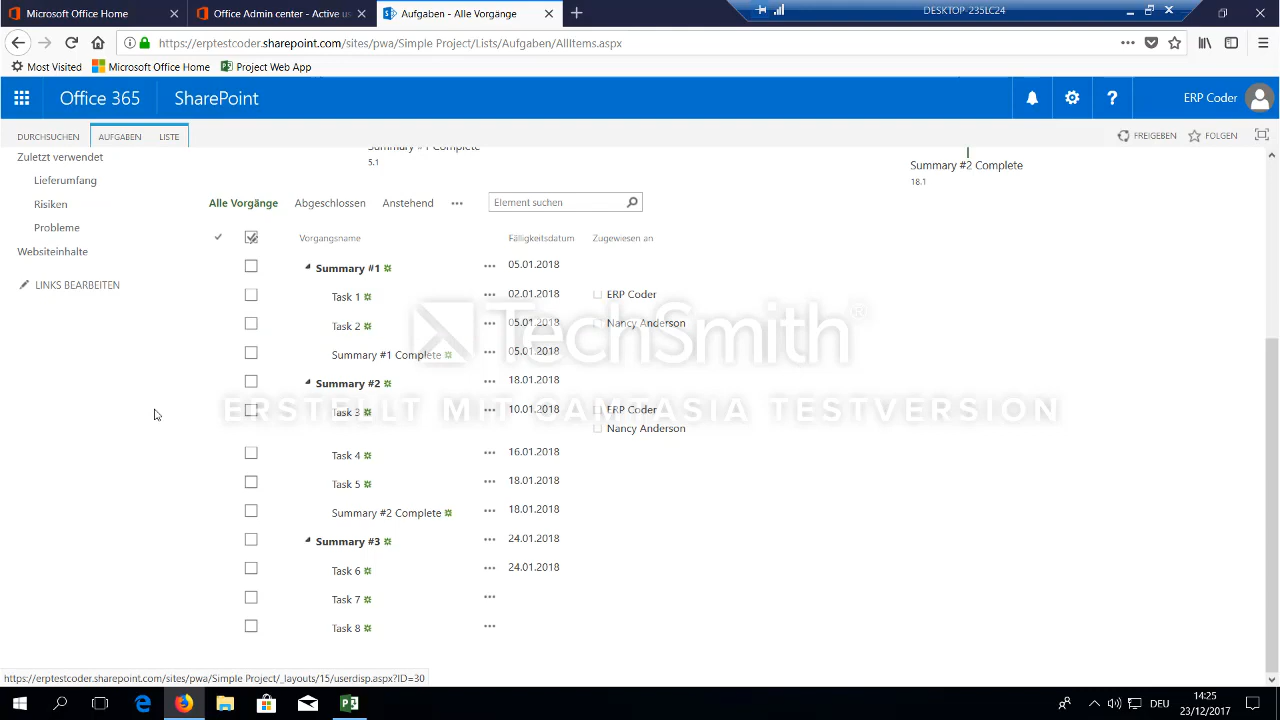 Microsoft Office Home
Office Admin center - Active us
Aufgaben - Alle Vorgänge
DESKTOP-235LC24
https://erptestcoder.sharepoint.com/sites/pwa/Simple Project/Lists/Aufgaben/AllItems.aspx
Most Visited
Microsoft Office Home
Project Web App
Office 365
SharePoint
ERP Coder
DURCHSUCHEN
AUFGABEN
LISTE
FREIGEBEN
FOLGEN
Zuletzt verwendet
Lieferumfang
Risiken
Probleme
Websiteinhalte
LINKS BEARBEITEN
Summary #1 Complete
5.1
Summary #2 Complete
18.1
Alle Vorgänge Abgeschlossen Anstehend ••• Element suchen
Vorgangsname Fälligkeitsdatum Zugewiesen an
Summary #1 ••• 05.01.2018
Task 1 ••• 02.01.2018 ERP Coder
Task 2 ••• 05.01.2018 Nancy Anderson
Summary #1 Complete ••• 05.01.2018
Summary #2 ••• 18.01.2018
Task 3 ••• 10.01.2018 ERP Coder
Nancy Anderson
Task 4 ••• 16.01.2018
Task 5 ••• 18.01.2018
Summary #2 Complete ••• 18.01.2018
Summary #3 ••• 24.01.2018
Task 6 ••• 24.01.2018
Task 7 •••
Task 8 •••
TechSmith®
ERSTELLT MIT CAMTASIA TESTVERSION
https://erptestcoder.sharepoint.com/sites/pwa/Simple Project/_layouts/15/userdisp.aspx?ID=30
DEU
14:25
23/12/2017